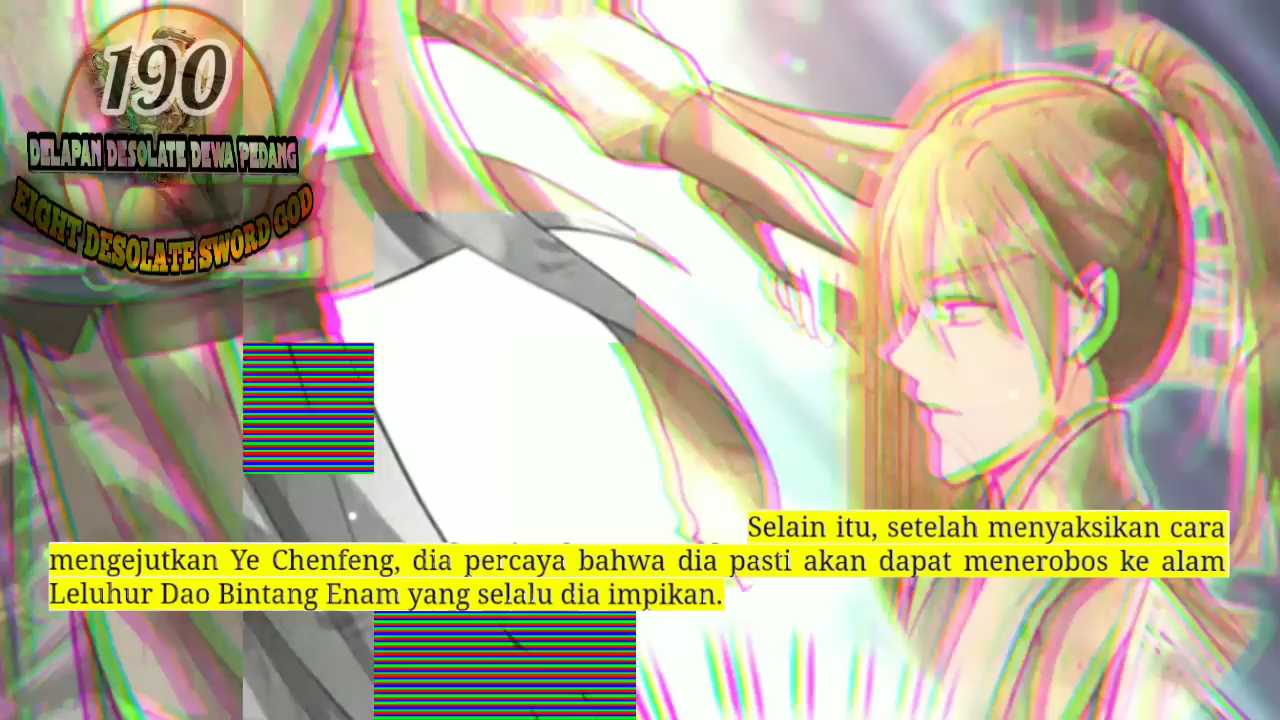 190
DELAPAN DESOLATE DEWA PEDANG
EIGHT DESOLATE SWORD GOD
Selain itu, setelah menyaksikan cara
mengejutkan Ye Chenfeng, dia percaya bahwa dia pasti akan dapat menerobos ke alam
Leluhur Dao Bintang Enam yang selalu dia impikan.